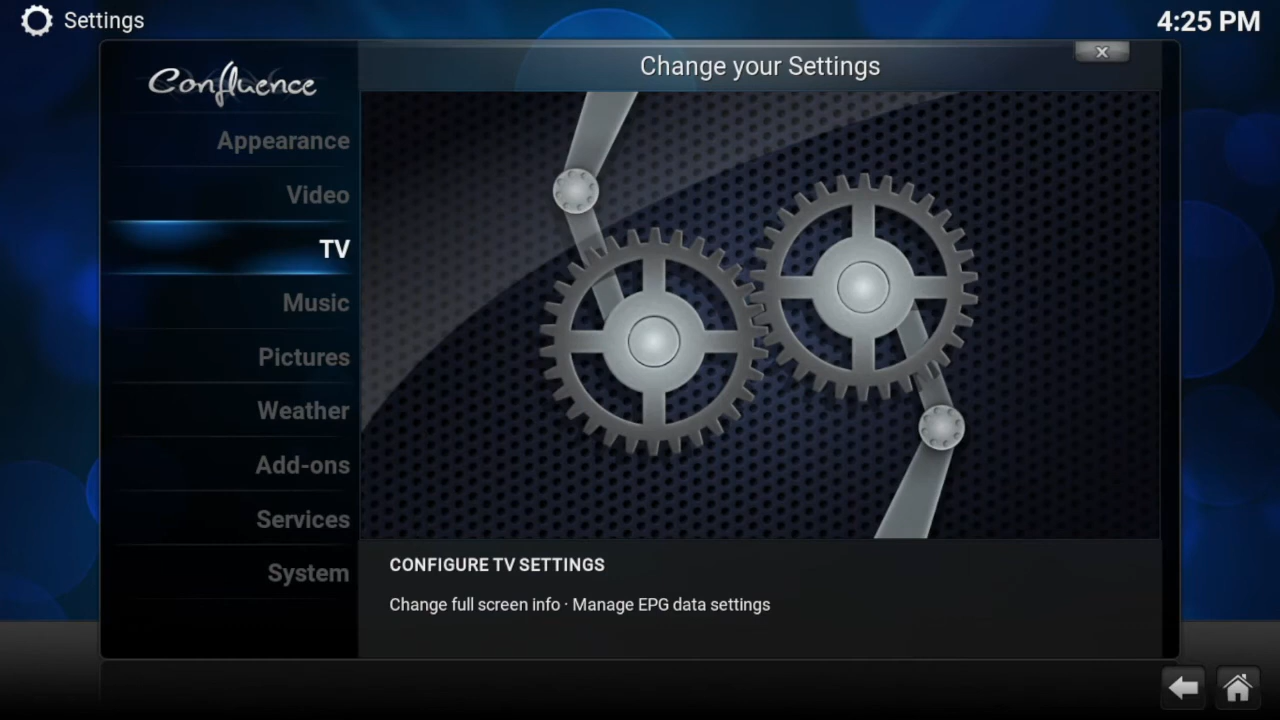 Settings
4:25 PM
Confluence
Change your Settings
Appearance
Video
TV
Music
Pictures
Weather
Add-ons
Services
System
CONFIGURE TV SETTINGS
Change full screen info · Manage EPG data settings